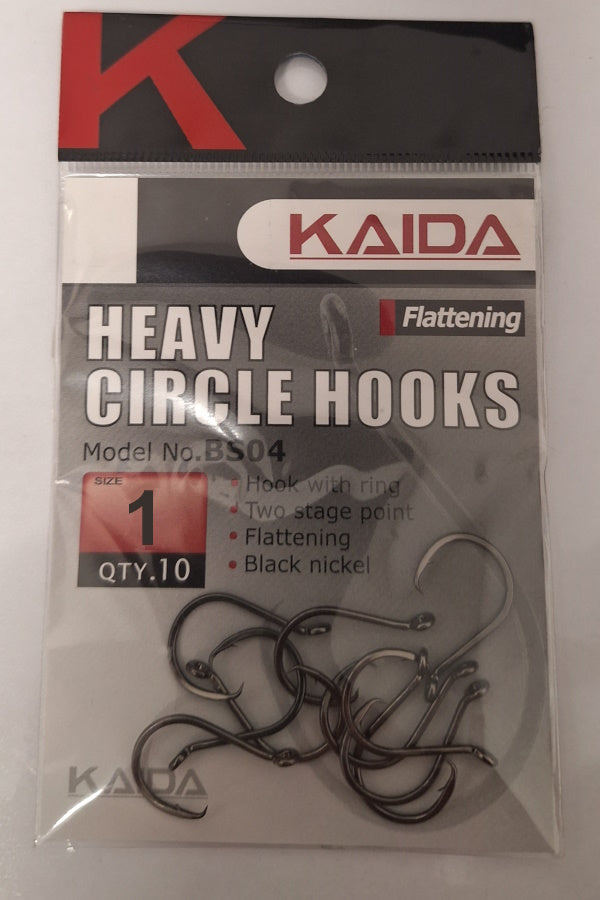 K
KAIDA
Flattening
HEAVY
CIRCLE HOOKS
Model No.BS04
SIZE
1
QTY.10
• Hook with ring
• Two stage point
• Flattening
• Black nickel
KAIDA